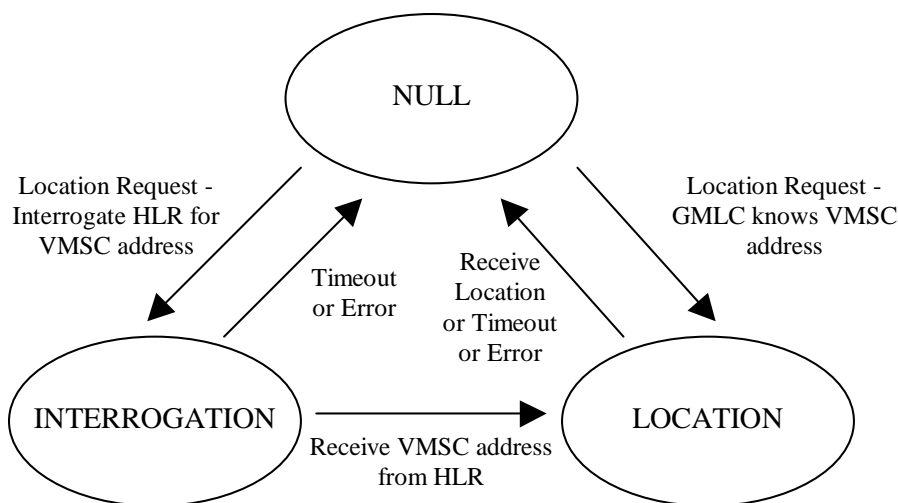 NULL
Location Request -
Interrogate HLR for
VMSC address
Location Request -
GMLC knows VMSC
address
Timeout
or Error
Receive
Location
or Timeout
or Error
INTERROGATION
LOCATION
Receive VMSC address
from HLR